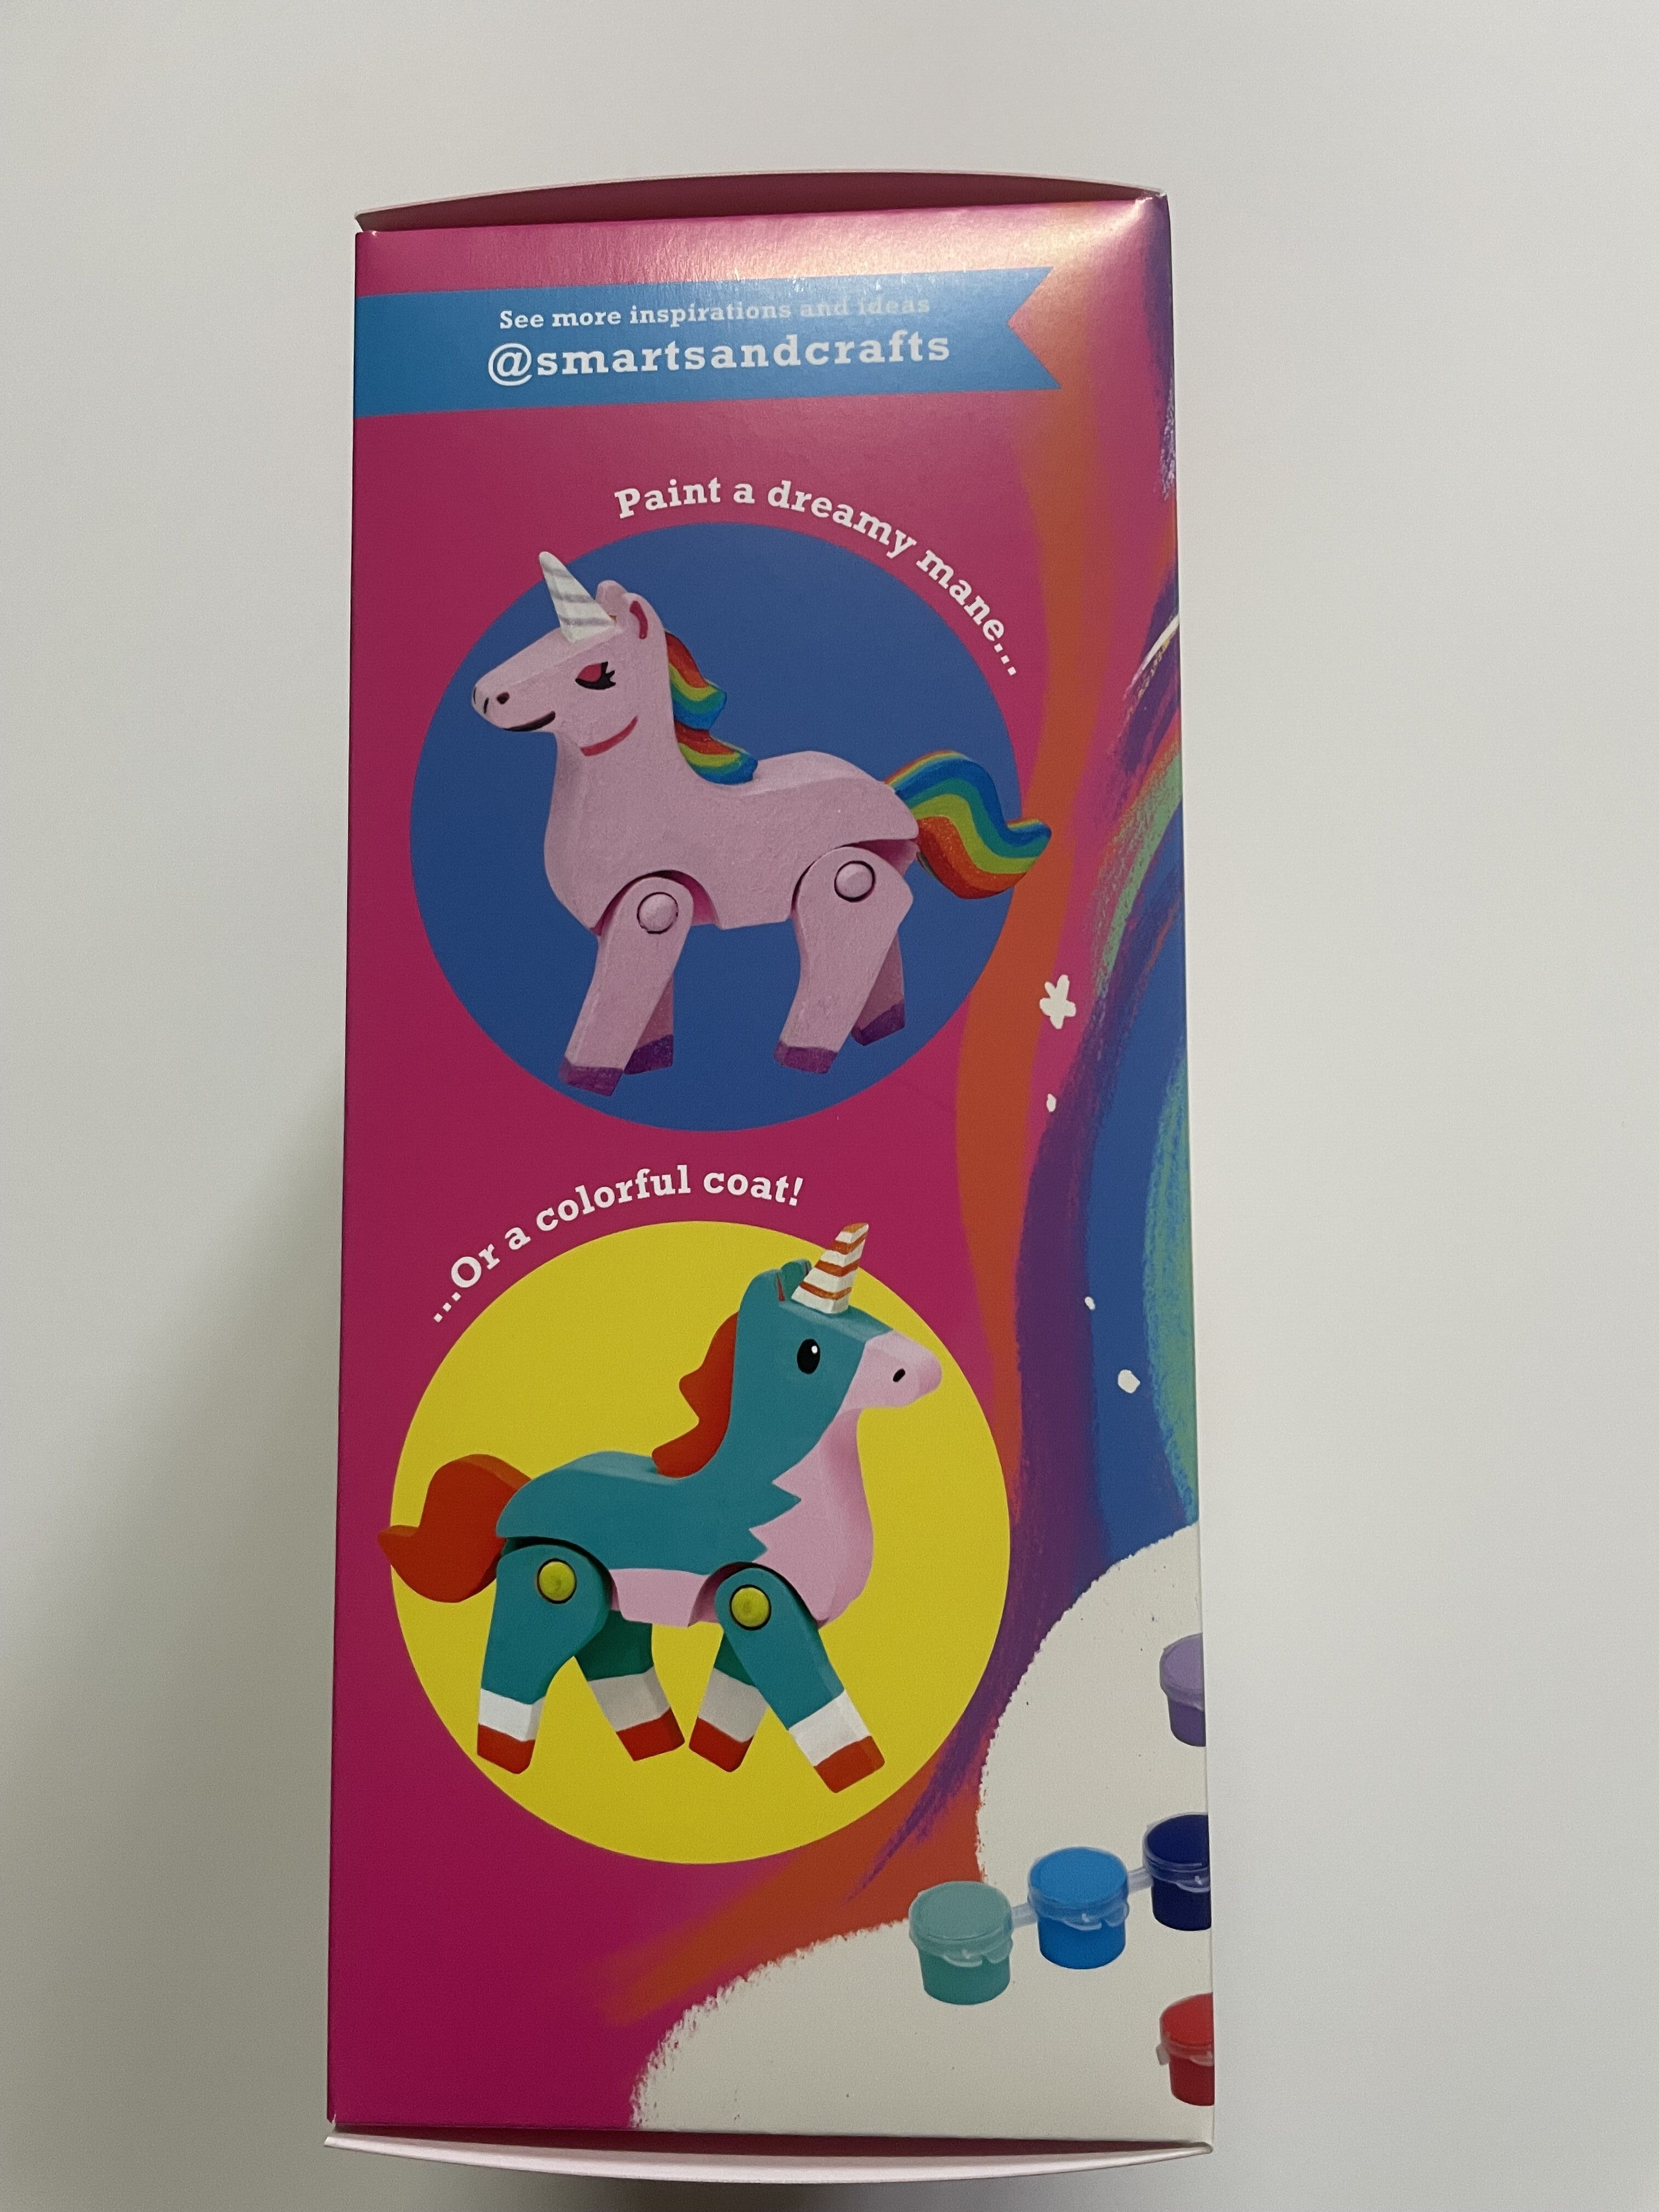 See more inspirations and ideas
@smartsandcrafts
Paint a dreamy mane...
...Or a colorful coat!